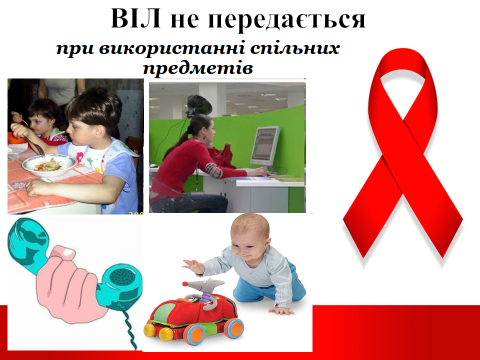 ВІЛ не передається
при використанні спільних
предметів